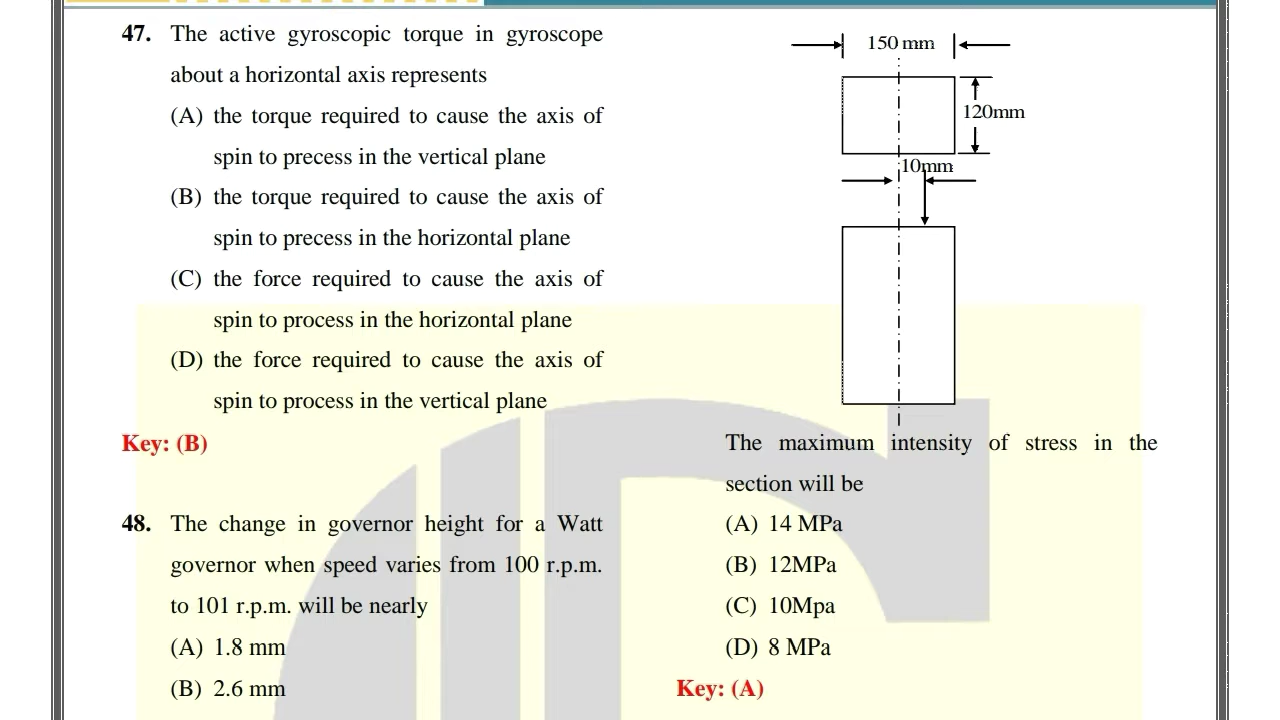 47. The active gyroscopic torque in gyroscope
about a horizontal axis represents
(A) the torque required to cause the axis of
spin to precess in the vertical plane
(B) the torque required to cause the axis of
spin to precess in the horizontal plane
(C) the force required to cause the axis of
spin to process in the horizontal plane
(D) the force required to cause the axis of
spin to process in the vertical plane
Key: (B)
48. The change in governor height for a Watt
governor when speed varies from 100 r.p.m.
to 101 r.p.m. will be nearly
(A) 1.8 mm
(B) 2.6 mm
150 mm
120mm
10mm
The maximum intensity of stress in the
section will be
(A) 14 MPa
(B) 12MPa
(C) 10Mpa
(D) 8 MPa
Key: (A)